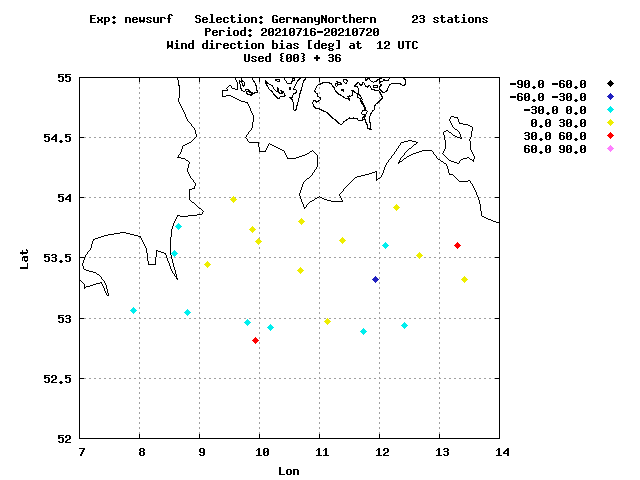 Exp: newsurf   Selection: GermanyNorthern     23 stations
Period: 20210716-20210720
Wind direction bias [deg] at  12 UTC
Used {00} + 36
55
54.5
54
53.5
53
52.5
52
Lat
7 8 9 10 11 12 13 14
Lon
-90.0 -60.0
-60.0 -30.0
-30.0 0.0
0.0 30.0
30.0 60.0
60.0 90.0